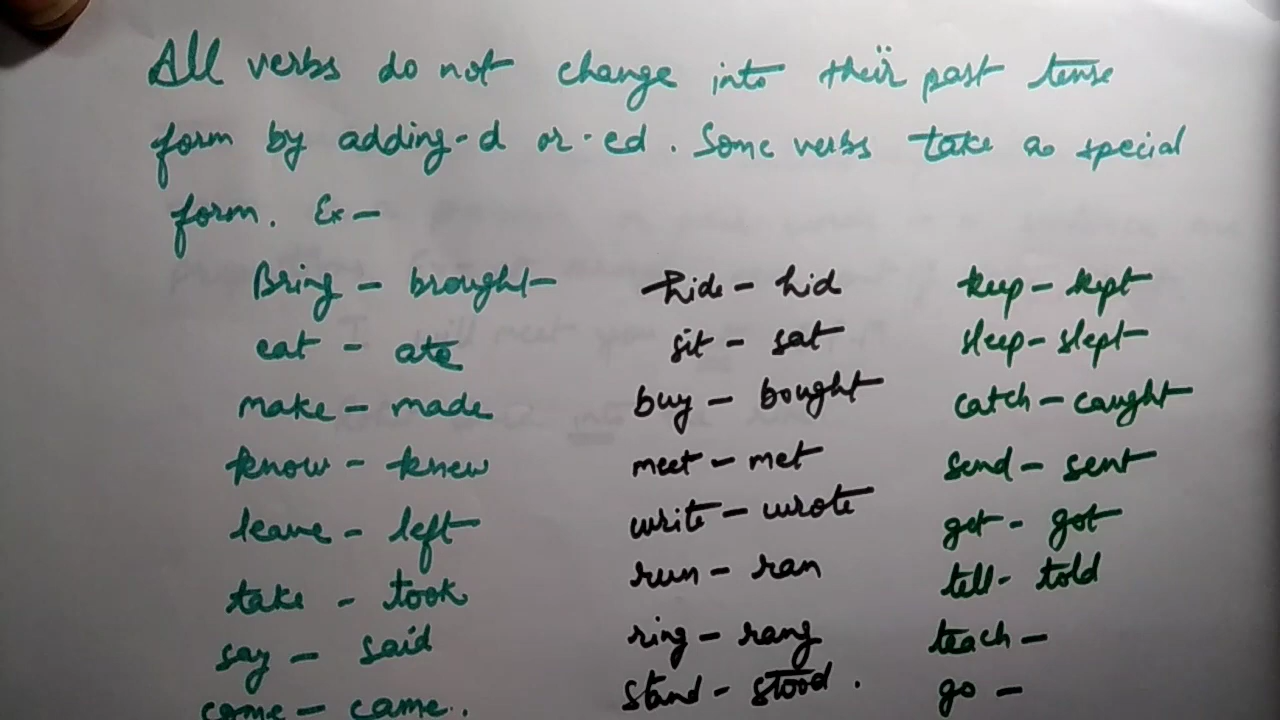 All verbs do not change into their past tense
form by adding -d or -ed. Some verbs take a special
form. Ex -
Bring - brought
eat - ate
make - made
know - knew
leave - left
take - took
say - said
come - came.
hide - hid
sit - sat
buy - bought
meet - met
write - wrote
run - ran
ring - rang
stand - stood.
keep - kept
sleep - slept
catch - caught
send - sent
get - got
tell - told
teach -
go -